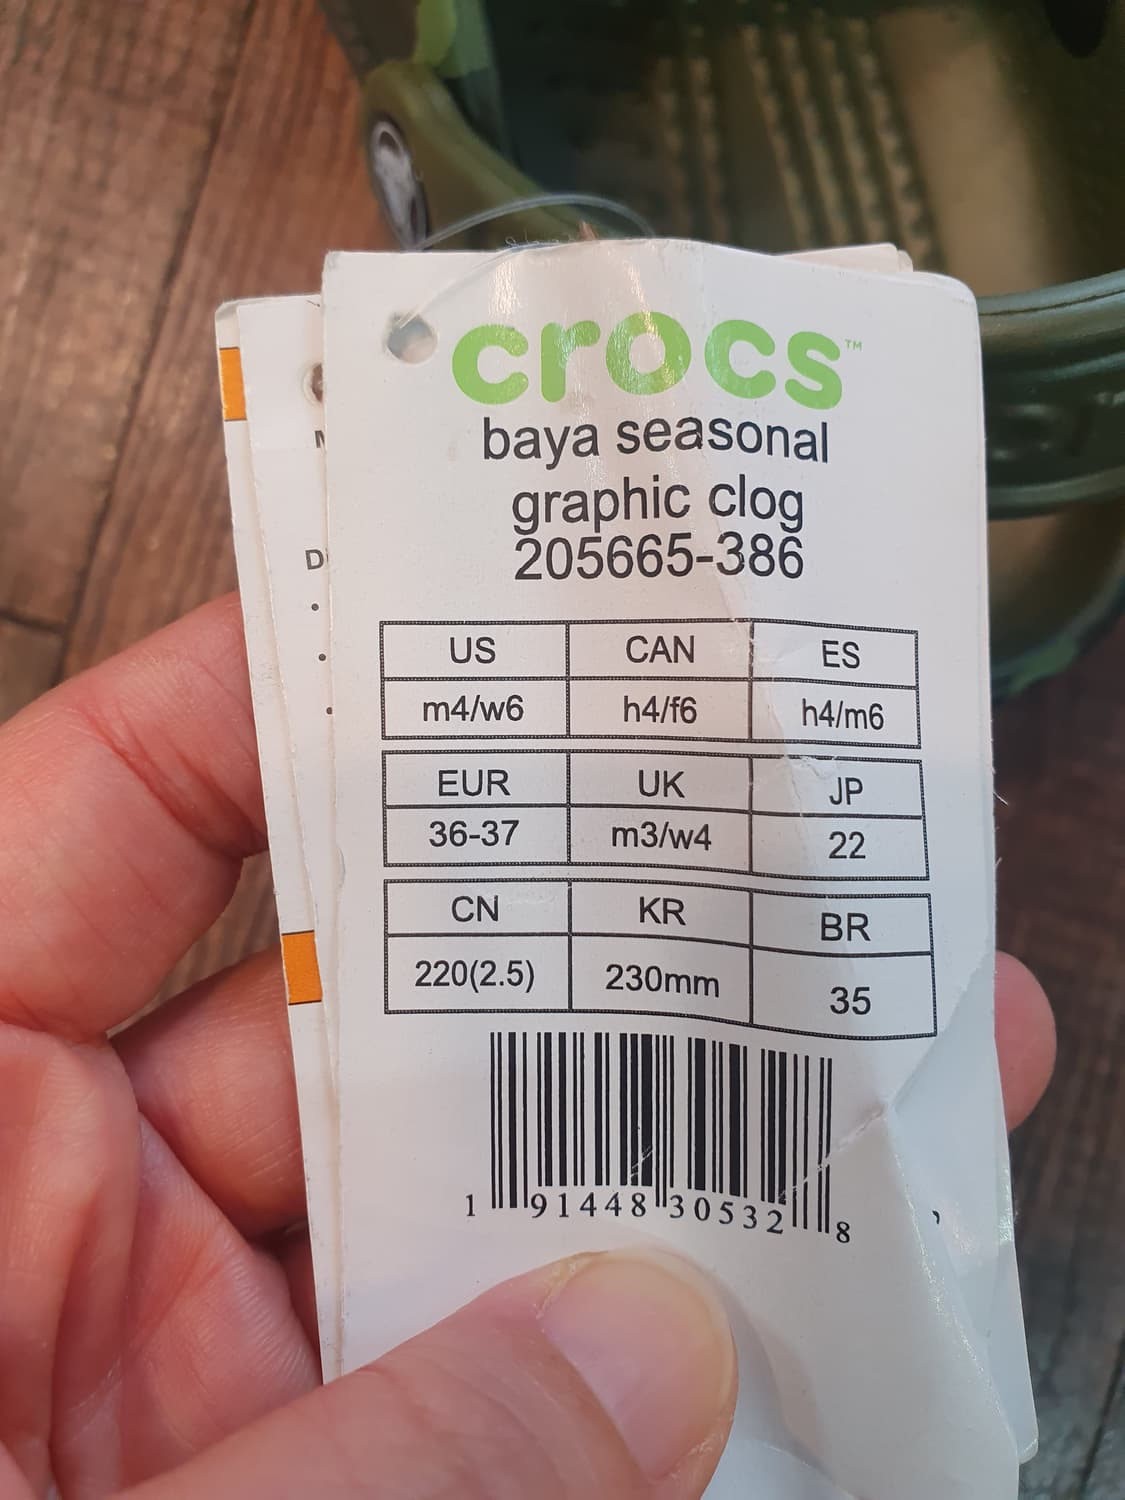 crocs™
baya seasonal
graphic clog
205665-386
US CAN ES
m4/w6 h4/f6 h4/m6
EUR UK JP
36-37 m3/w4 22
CN KR BR
220(2.5) 230mm 35
1 91448 30532 8